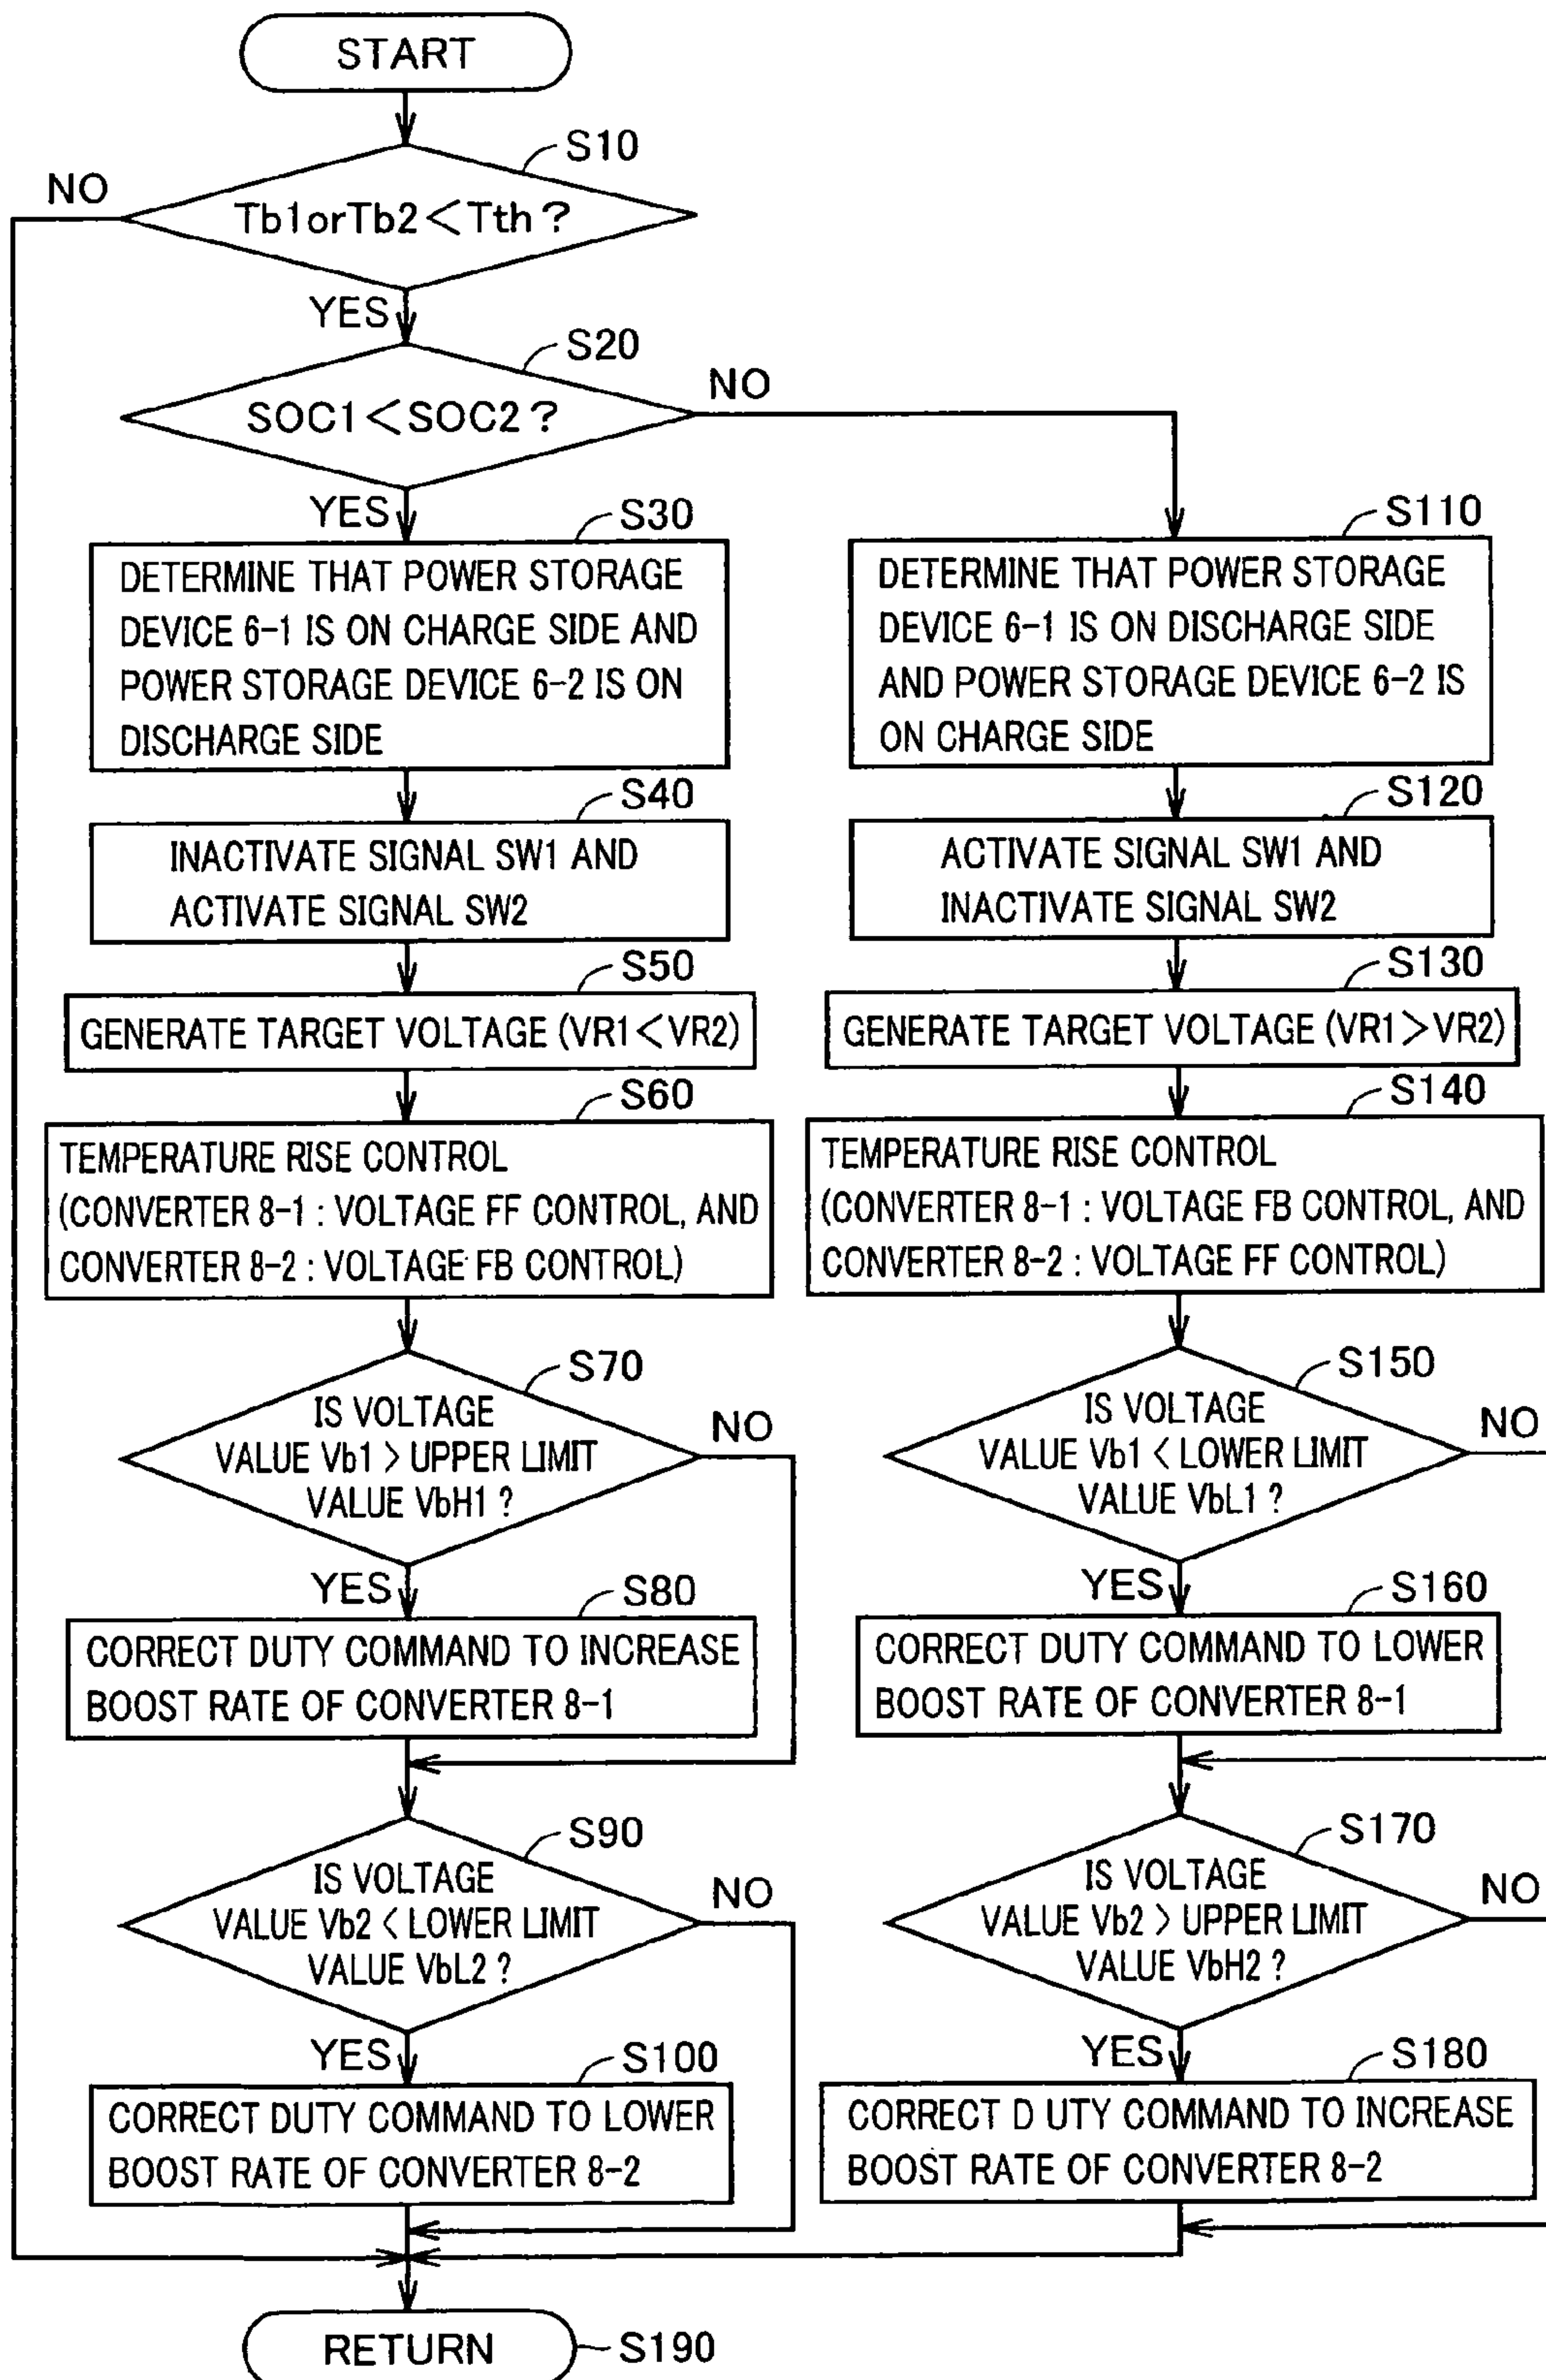 START
S10
NO
Tb1orTb2<Tth?
YES
S20
NO
SOC1<SOC2?
YES
S30
DETERMINE THAT POWER STORAGE
DEVICE 6-1 IS ON CHARGE SIDE AND
POWER STORAGE DEVICE 6-2 IS ON
DISCHARGE SIDE
S40
INACTIVATE SIGNAL SW1 AND
ACTIVATE SIGNAL SW2
S50
GENERATE TARGET VOLTAGE (VR1<VR2)
S60
TEMPERATURE RISE CONTROL
(CONVERTER 8-1 : VOLTAGE FF CONTROL, AND
CONVERTER 8-2 : VOLTAGE FB CONTROL)
S70
IS VOLTAGE
VALUE Vb1 > UPPER LIMIT
VALUE VbH1 ?
NO
YES
S80
CORRECT DUTY COMMAND TO INCREASE
BOOST RATE OF CONVERTER 8-1
S90
IS VOLTAGE
VALUE Vb2 < LOWER LIMIT
VALUE VbL2 ?
NO
YES
S100
CORRECT DUTY COMMAND TO LOWER
BOOST RATE OF CONVERTER 8-2
S110
DETERMINE THAT POWER STORAGE
DEVICE 6-1 IS ON DISCHARGE SIDE
AND POWER STORAGE DEVICE 6-2 IS
ON CHARGE SIDE
S120
ACTIVATE SIGNAL SW1 AND
INACTIVATE SIGNAL SW2
S130
GENERATE TARGET VOLTAGE (VR1>VR2)
S140
TEMPERATURE RISE CONTROL
(CONVERTER 8-1 : VOLTAGE FB CONTROL, AND
CONVERTER 8-2 : VOLTAGE FF CONTROL)
S150
IS VOLTAGE
VALUE Vb1 < LOWER LIMIT
VALUE VbL1 ?
NO
YES
S160
CORRECT DUTY COMMAND TO LOWER
BOOST RATE OF CONVERTER 8-1
S170
IS VOLTAGE
VALUE Vb2 > UPPER LIMIT
VALUE VbH2 ?
NO
YES
S180
CORRECT D UTY COMMAND TO INCREASE
BOOST RATE OF CONVERTER 8-2
RETURN
S190